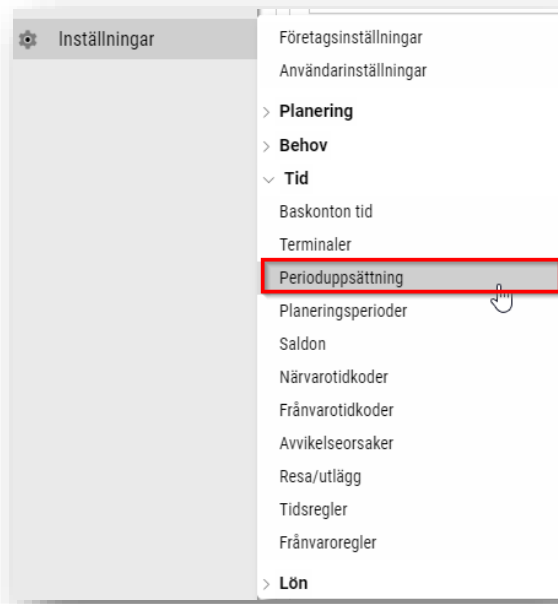 Inställningar
Företagsinställningar
Användarinställningar
Planering
Behov
Tid
Baskonton tid
Terminaler
Perioduppsättning
Planeringsperioder
Saldon
Närvarotidkoder
Frånvarotidkoder
Avvikelseorsaker
Resa/utlägg
Tidsregler
Frånvaroregler
Lön